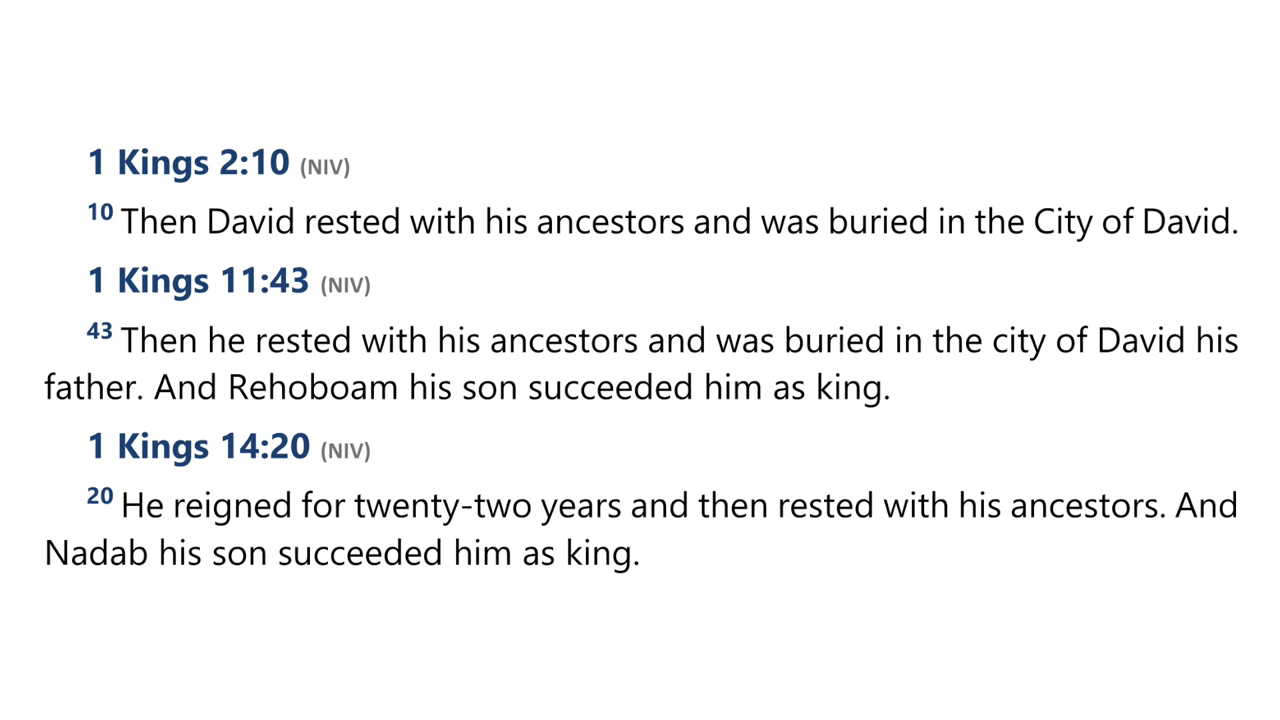 1 Kings 2:10 (NIV)
10 Then David rested with his ancestors and was buried in the City of David.
1 Kings 11:43 (NIV)
43 Then he rested with his ancestors and was buried in the city of David his
father. And Rehoboam his son succeeded him as king.
1 Kings 14:20 (NIV)
20 He reigned for twenty-two years and then rested with his ancestors. And
Nadab his son succeeded him as king.